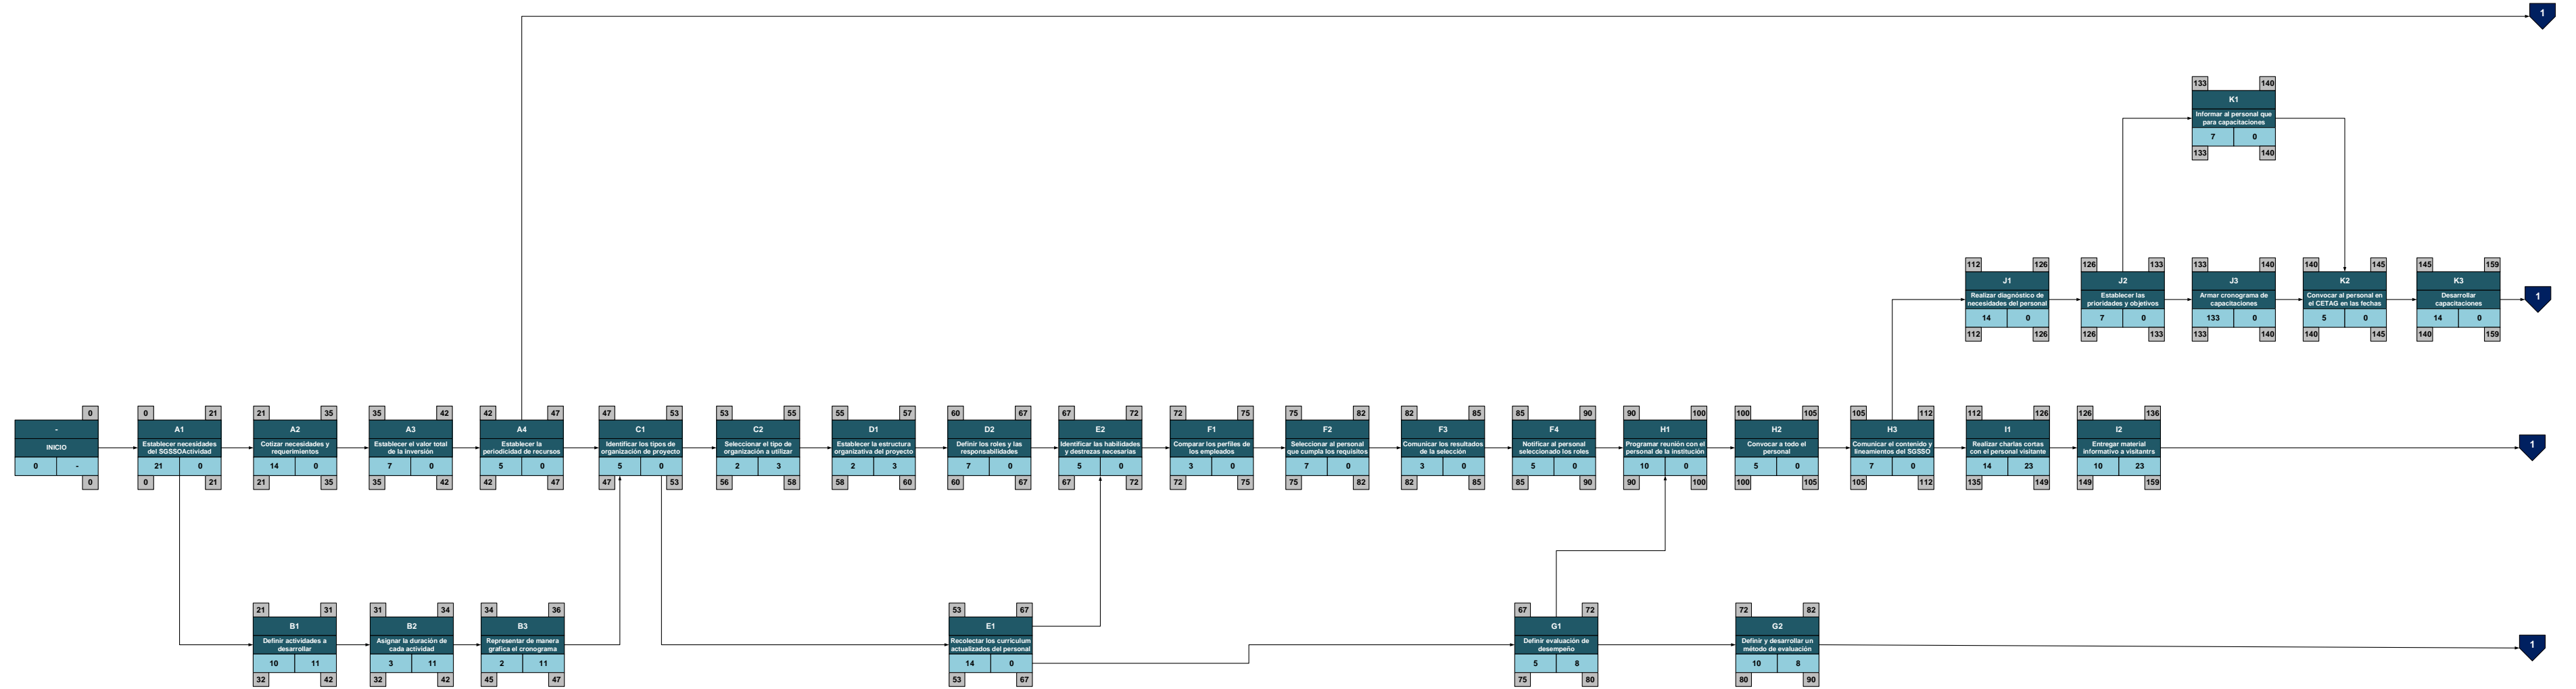 1
133 140
K1
Informar al personal que
para capacitaciones
7 0
133 140
112 126
J1
Realizar diagnóstico de
necesidades del personal
14 0
112 126
126 133
J2
Establecer las
prioridades y objetivos
7 0
126 133
133 140
J3
Armar cronograma de
capacitaciones
133 0
133 140
140 145
K2
Convocar al personal en
el CETAG en las fechas
5 0
140 145
145 159
K3
Desarrollar
capacitaciones
14 0
140 159
1
0
-
INICIO
0 -
0
0 21
A1
Establecer necesidades
del SGSSOActividad
21 0
0 21
21 35
A2
Cotizar necesidades y
requerimientos
14 0
21 35
35 42
A3
Establecer el valor total
de la inversión
7 0
35 42
42 47
A4
Establecer la
periodicidad de recursos
5 0
42 47
47 53
C1
Identificar los tipos de
organización de proyecto
5 0
47 53
53 55
C2
Seleccionar el tipo de
organización a utilizar
2 3
56 58
55 57
D1
Establecer la estructura
organizativa del proyecto
2 3
58 60
60 67
D2
Definir los roles y las
responsabilidades
7 0
60 67
67 72
E2
Identificar las habilidades
y destrezas necesarias
5 0
67 72
72 75
F1
Comparar los perfiles de
los empleados
3 0
72 75
75 82
F2
Seleccionar al personal
que cumpla los requisitos
7 0
75 82
82 85
F3
Comunicar los resultados
de la selección
3 0
82 85
85 90
F4
Notificar al personal
seleccionado los roles
5 0
85 90
90 100
H1
Programar reunión con el
personal de la institución
10 0
90 100
100 105
H2
Convocar a todo el
personal
5 0
100 105
105 112
H3
Comunicar el contenido y
lineamientos del SGSSO
7 0
105 112
112 126
I1
Realizar charlas cortas
con el personal visitante
14 23
135 149
126 136
I2
Entregar material
informativo a visitantrs
10 23
149 159
1
21 31
B1
Definir actividades a
desarrollar
10 11
32 42
31 34
B2
Asignar la duración de
cada actividad
3 11
32 42
34 36
B3
Representar de manera
grafica el cronograma
2 11
45 47
53 67
E1
Recolectar los curriculum
actualizados del personal
14 0
53 67
67 72
G1
Definir evaluación de
desempeño
5 8
75 80
72 82
G2
Definir y desarrollar un
método de evaluación
10 8
80 90
1